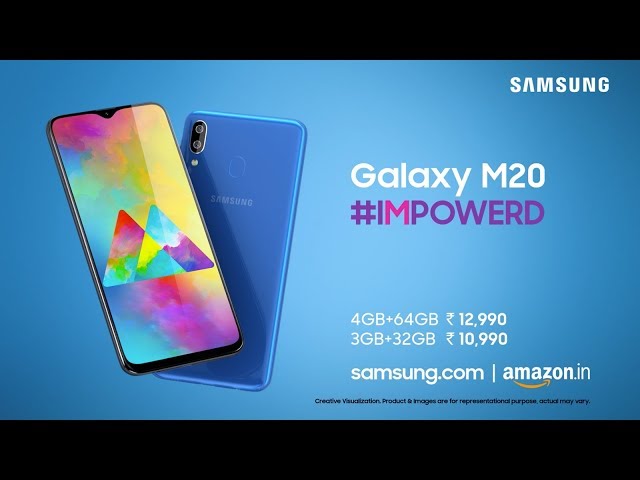 SAMSUNG
SAMSUNG
Galaxy M20
#IMPOWERD
4GB+64GB ₹ 12,990
3GB+32GB ₹ 10,990
samsung.com | amazon.in
Creative Visualization. Product & Images are for representational purpose, actual may vary.